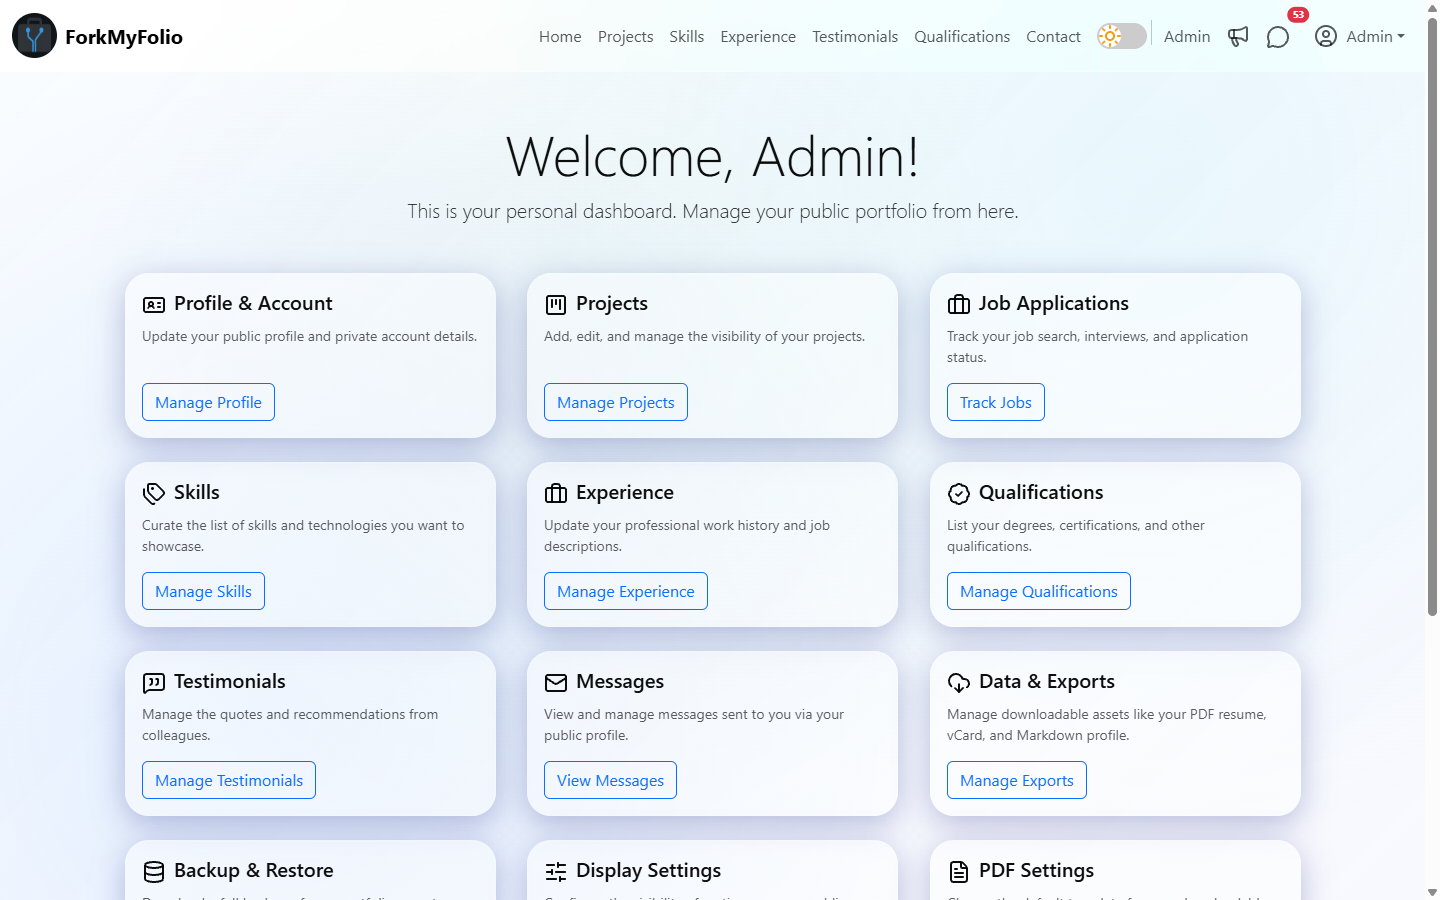 ForkMyFolio
Home Projects Skills Experience Testimonials Qualifications Contact Admin 53 Admin
Welcome, Admin!
This is your personal dashboard. Manage your public portfolio from here.
Profile & Account
Update your public profile and private account details.
Manage Profile
Projects
Add, edit, and manage the visibility of your projects.
Manage Projects
Job Applications
Track your job search, interviews, and application
status.
Track Jobs
Skills
Curate the list of skills and technologies you want to
showcase.
Manage Skills
Experience
Update your professional work history and job
descriptions.
Manage Experience
Qualifications
List your degrees, certifications, and other
qualifications.
Manage Qualifications
Testimonials
Manage the quotes and recommendations from
colleagues.
Manage Testimonials
Messages
View and manage messages sent to you via your
public profile.
View Messages
Data & Exports
Manage downloadable assets like your PDF resume,
vCard, and Markdown profile.
Manage Exports
Backup & Restore
Display Settings
PDF Settings